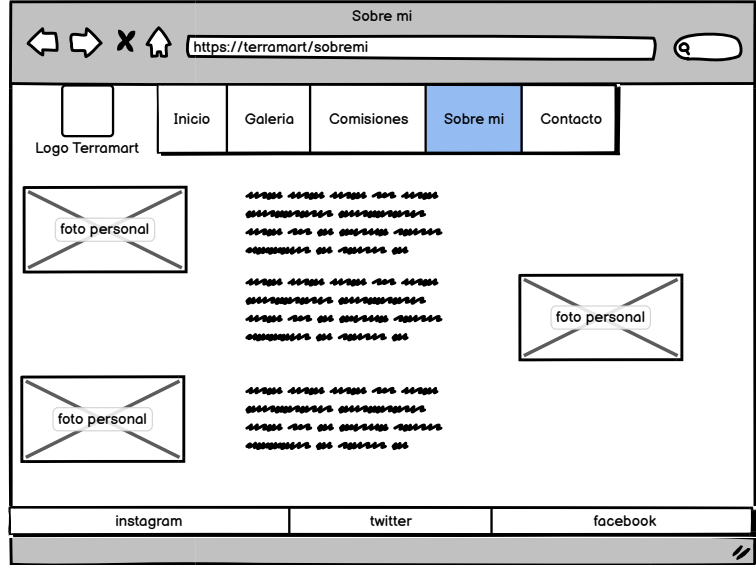 Sobre mi
https://terramart/sobremi
Logo Terramart
Inicio
Galeria
Comisiones
Sobre mi
Contacto
foto personal
foto personal
foto personal
instagram
twitter
facebook